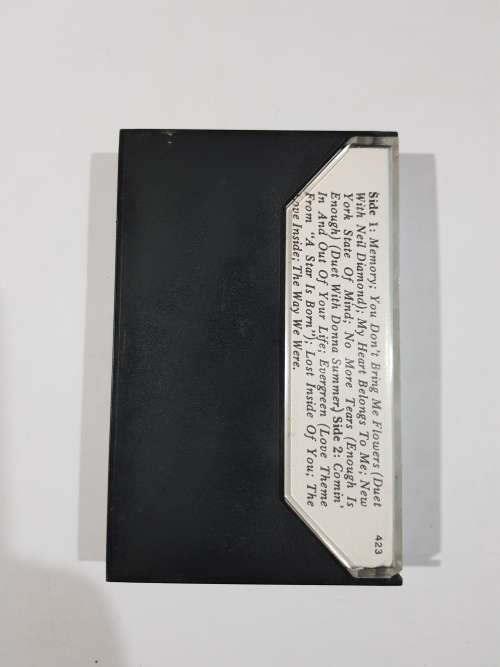 Side 1: Memory; You Don't Bring Me Flowers (Duet
With Neil Diamond); My Heart Belongs To Me; New
York State Of Mind; No More Tears (Enough Is
Enough) (Duet With Donna Summer) Side 2: Comin'
In And Out Of Your Life; Evergreen (Love Theme
From "A Star Is Born"); Lost Inside Of You; The
Love Inside; The Way We Were.
423